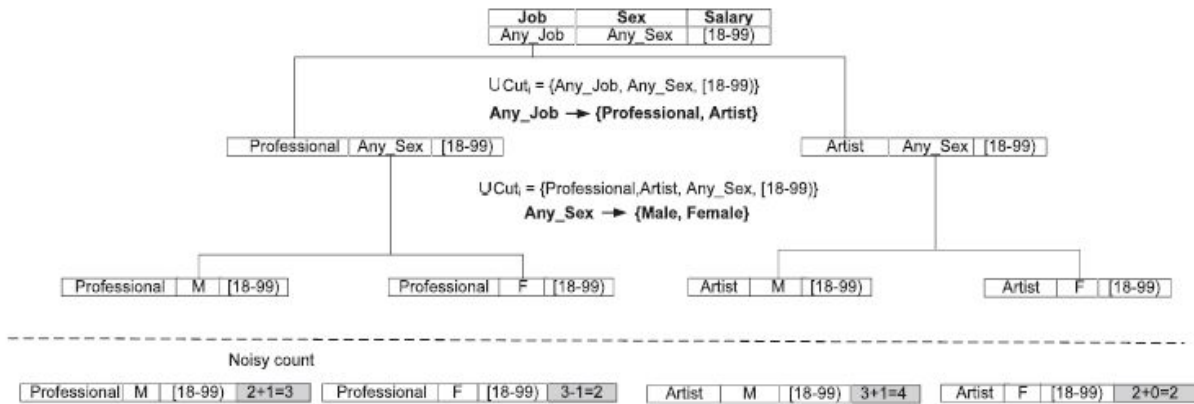 Job Sex Salary
Any_Job Any_Sex [18-99)
∪Cutᵢ = {Any_Job, Any_Sex, [18-99)}
Any_Job → {Professional, Artist}
Professional Any_Sex [18-99) Artist Any_Sex [18-99)
∪Cutᵢ = {Professional,Artist, Any_Sex, [18-99)}
Any_Sex → {Male, Female}
Professional M [18-99) Professional F [18-99) Artist M [18-99) Artist F [18-99)
Noisy count
Professional M [18-99) 2+1=3 Professional F [18-99) 3-1=2 Artist M [18-99) 3+1=4 Artist F [18-99) 2+0=2